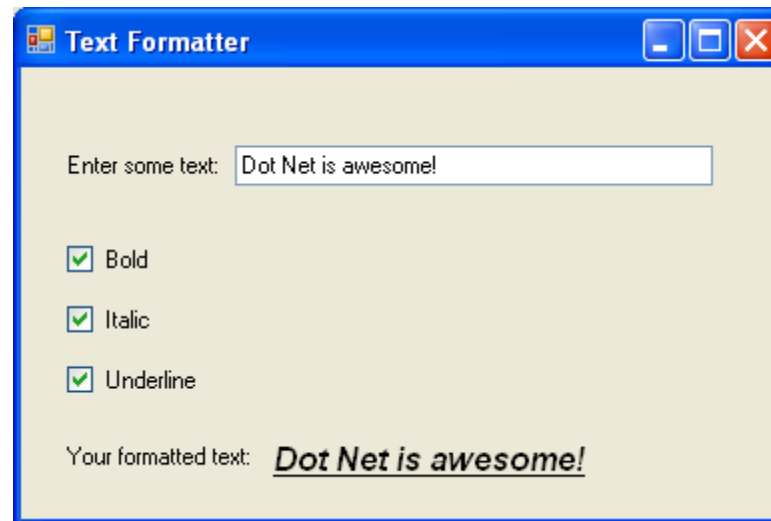 Text Formatter
Enter some text: Dot Net is awesome!
Bold
Italic
Underline
Your formatted text: Dot Net is awesome!